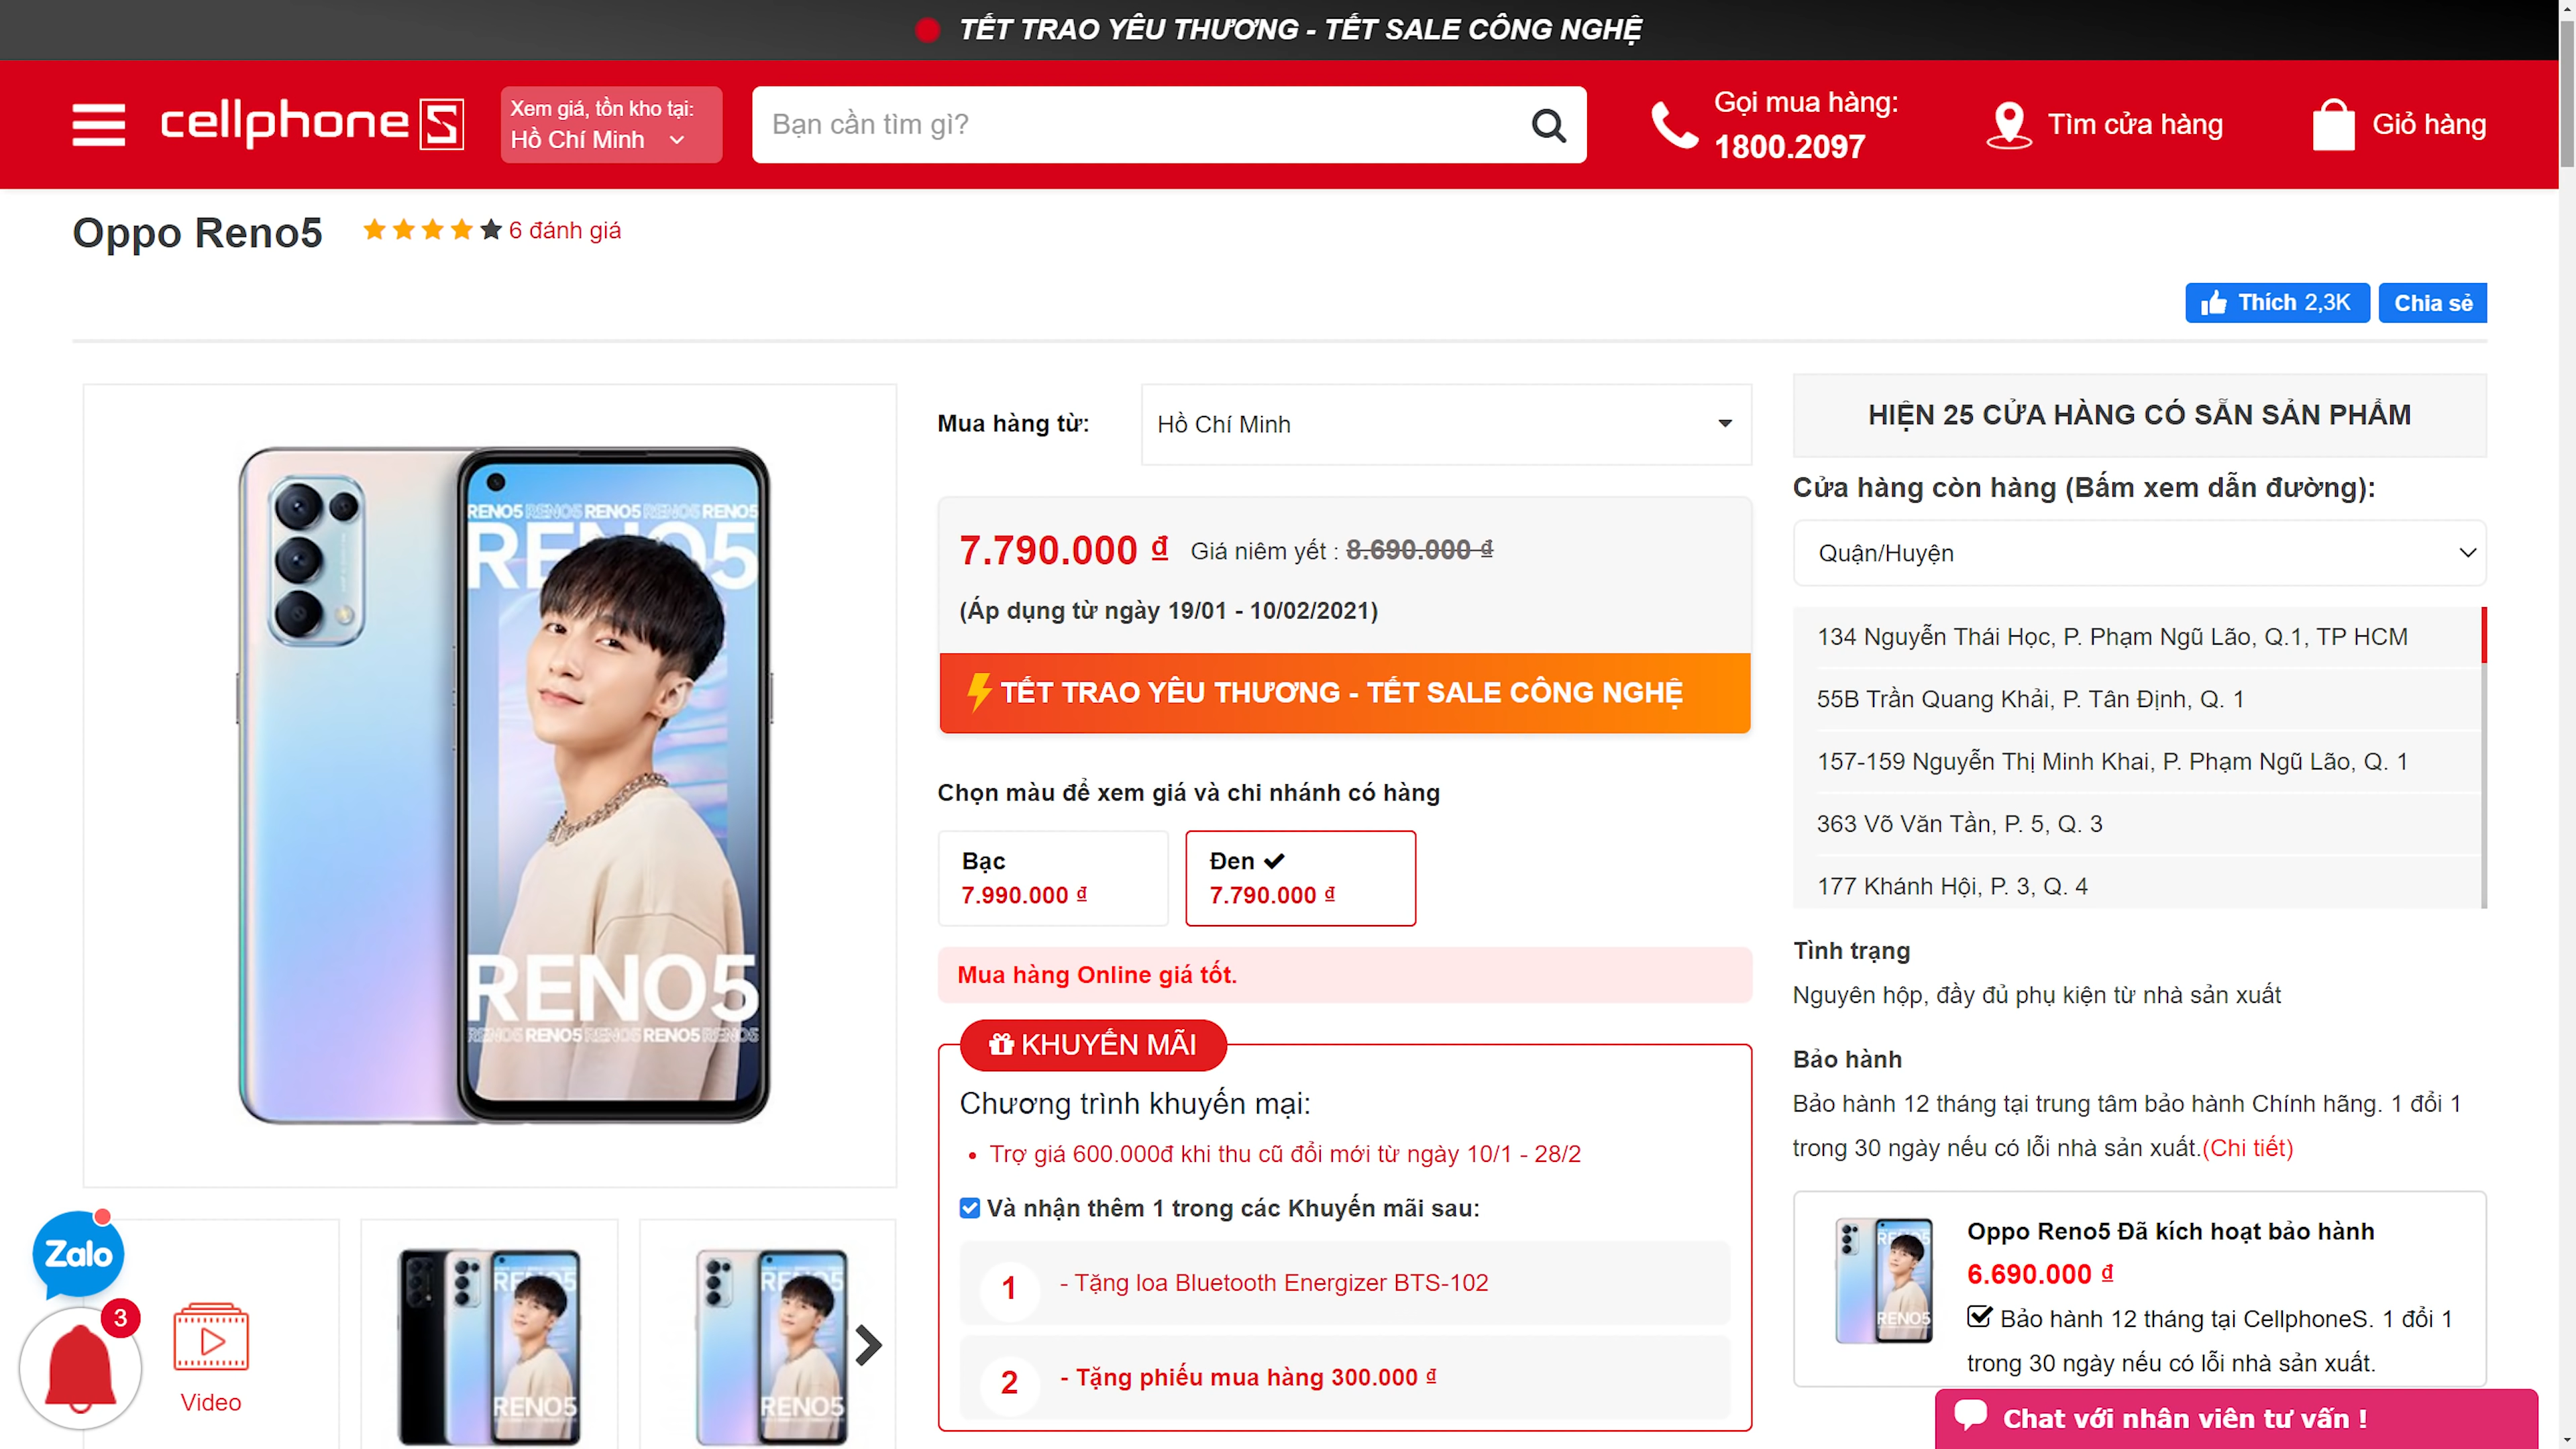 TẾT TRAO YÊU THƯƠNG - TẾT SALE CÔNG NGHỆ
cellphoneS
Xem giá, tồn kho tại:
Hồ Chí Minh
Bạn cần tìm gì?
Gọi mua hàng:
1800.2097
Tìm cửa hàng
Giỏ hàng
Oppo Reno5
6 đánh giá
Thích 2,3K
Chia sẻ
RENO5 RENO5 RENO5 RENO5 RENO5
RENO5
RENO5
RENO5 RENO5 RENO5 RENO5 RENO5
Mua hàng từ:
Hồ Chí Minh
7.790.000 ₫
Giá niêm yết : 8.690.000 ₫
(Áp dụng từ ngày 19/01 - 10/02/2021)
TẾT TRAO YÊU THƯƠNG - TẾT SALE CÔNG NGHỆ
Chọn màu để xem giá và chi nhánh có hàng
Bạc
7.990.000 ₫
Đen
7.790.000 ₫
Mua hàng Online giá tốt.
KHUYẾN MÃI
Chương trình khuyến mại:
• Trợ giá 600.000đ khi thu cũ đổi mới từ ngày 10/1 - 28/2
Và nhận thêm 1 trong các Khuyến mãi sau:
1
- Tặng loa Bluetooth Energizer BTS-102
2
- Tặng phiếu mua hàng 300.000 ₫
HIỆN 25 CỬA HÀNG CÓ SẴN SẢN PHẨM
Cửa hàng còn hàng (Bấm xem dẫn đường):
Quận/Huyện
134 Nguyễn Thái Học, P. Phạm Ngũ Lão, Q.1, TP HCM
55B Trần Quang Khải, P. Tân Định, Q. 1
157-159 Nguyễn Thị Minh Khai, P. Phạm Ngũ Lão, Q. 1
363 Võ Văn Tần, P. 5, Q. 3
177 Khánh Hội, P. 3, Q. 4
Tình trạng
Nguyên hộp, đầy đủ phụ kiện từ nhà sản xuất
Bảo hành
Bảo hành 12 tháng tại trung tâm bảo hành Chính hãng. 1 đổi 1
trong 30 ngày nếu có lỗi nhà sản xuất.(Chi tiết)
Oppo Reno5 Đã kích hoạt bảo hành
6.690.000 ₫
Bảo hành 12 tháng tại CellphoneS. 1 đổi 1
trong 30 ngày nếu có lỗi nhà sản xuất.
RENO5
Zalo
3
Video
RENO5
RENO5
RENO5
RENO5
Chat với nhân viên tư vấn !